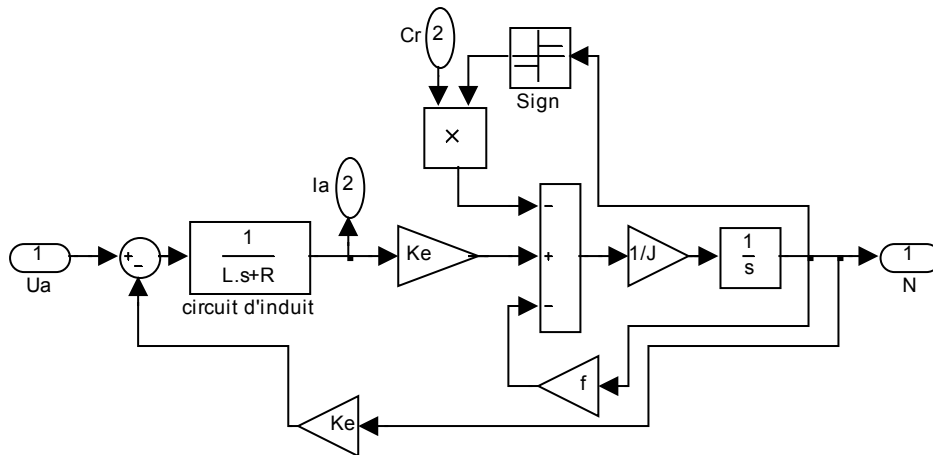 Cr 2
Sign
×
Ia 2
1
Ua
+
−
1
L.s+R
circuit d'induit
Ke
−
+
−
1/J
1
s
1
N
f
Ke